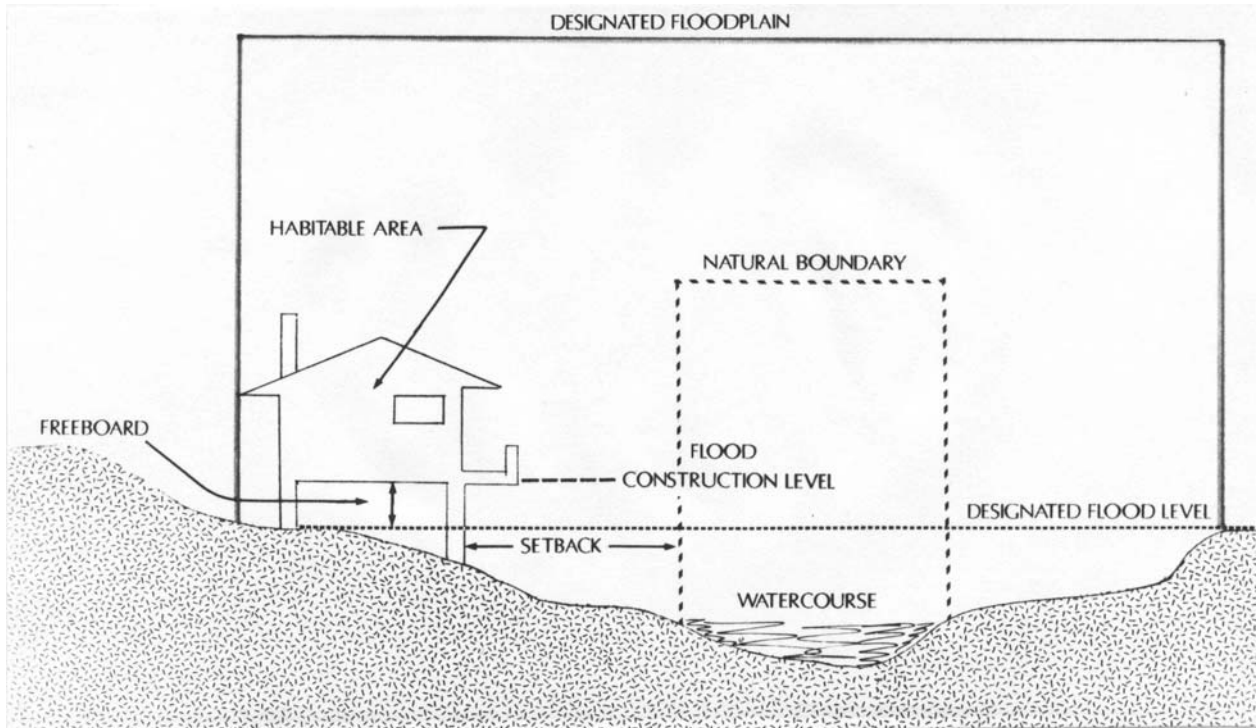 DESIGNATED FLOODPLAIN
HABITABLE AREA
NATURAL BOUNDARY
FREEBOARD
FLOOD
CONSTRUCTION LEVEL
DESIGNATED FLOOD LEVEL
SETBACK
WATERCOURSE